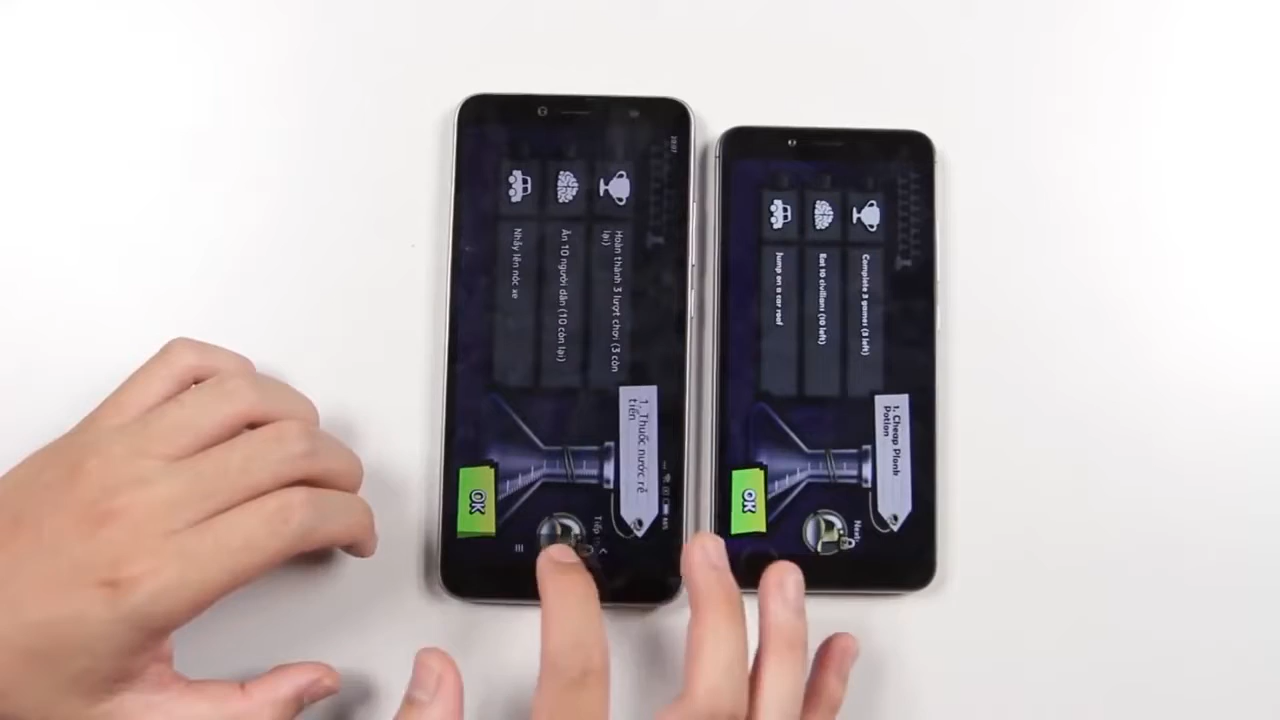 Hoàn thành 3 lượt chơi (3 còn
lại)
Ăn 10 người dân (10 còn lại)
Nhảy lên nóc xe
1. Thuốc nước rẻ
tiền
Tiếp
OK
Complete 3 games (3 left)
Eat 10 civilians (10 left)
Jump on a car roof
1. Cheap Plonk
Potion
Next:
OK